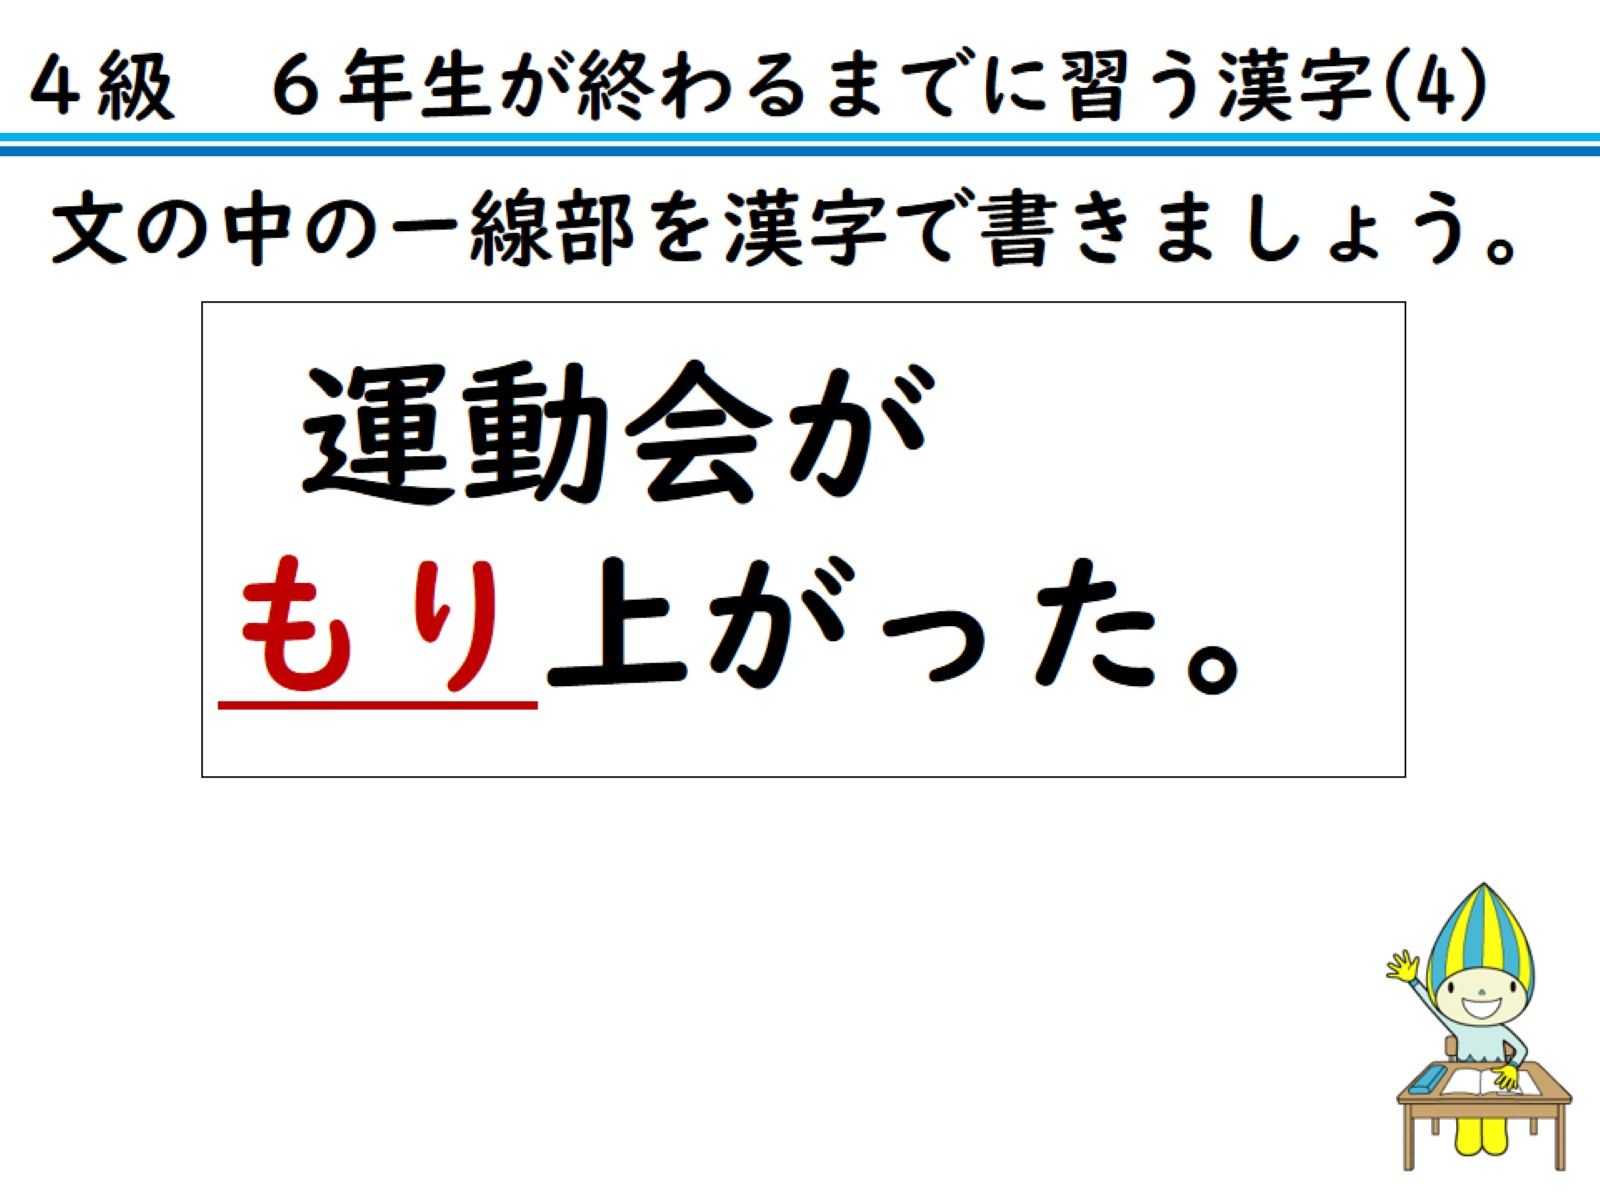 ４級　６年生が終わるまでに習う漢字(4)
文の中の―線部を漢字で書きましょう。
運動会が
もり上がった。